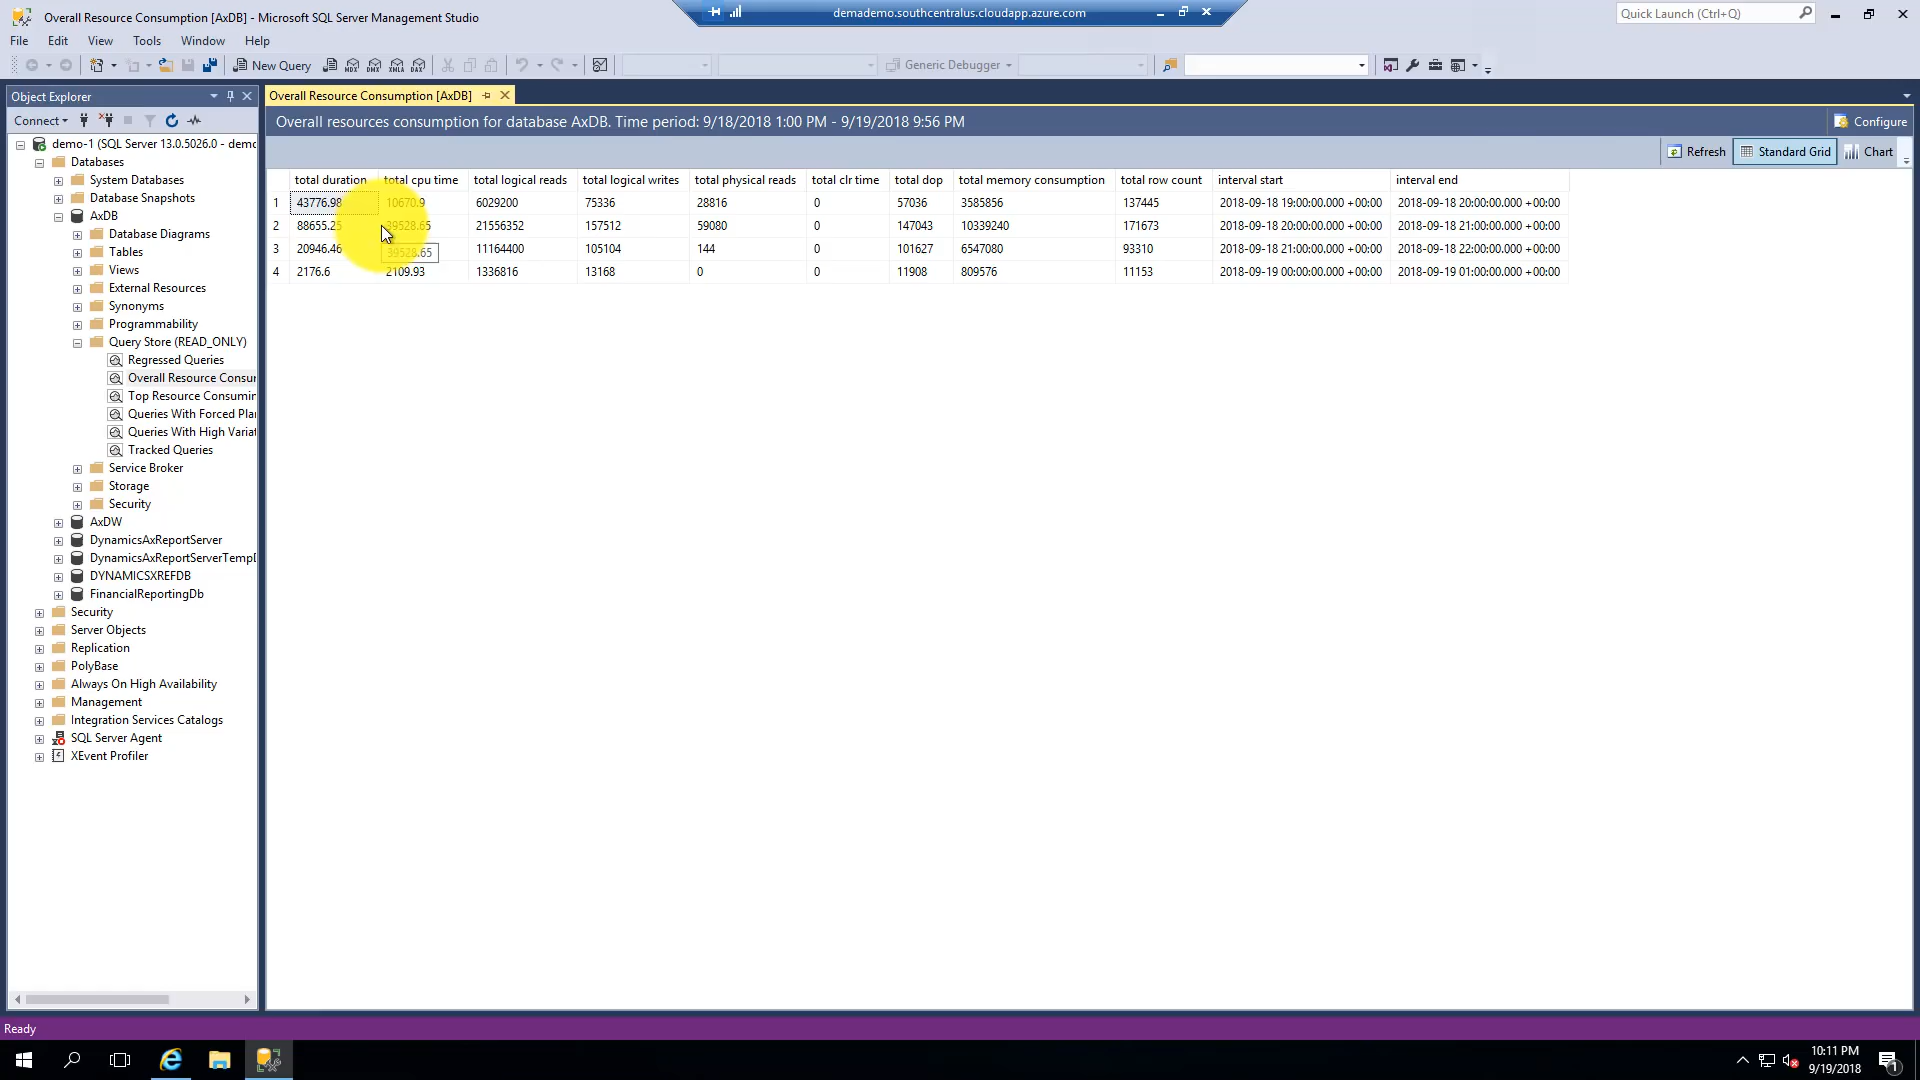 Overall Resource Consumption [AxDB] - Microsoft SQL Server Management Studio
demademo.southcentralus.cloudapp.azure.com
Quick Launch (Ctrl+Q)
File Edit View Tools Window Help
New Query
MDX DMX XMLA DAX
Generic Debugger
Object Explorer
Overall Resource Consumption [AxDB]
Connect
Overall resources consumption for database AxDB. Time period: 9/18/2018 1:00 PM - 9/19/2018 9:56 PM
Configure
Refresh Standard Grid Chart
demo-1 (SQL Server 13.0.5026.0 - demo
Databases
System Databases
Database Snapshots
AxDB
Database Diagrams
Tables
Views
External Resources
Synonyms
Programmability
Query Store (READ_ONLY)
Regressed Queries
Overall Resource Consum
Top Resource Consumin
Queries With Forced Pla
Queries With High Variat
Tracked Queries
Service Broker
Storage
Security
AxDW
DynamicsAxReportServer
DynamicsAxReportServerTempD
DYNAMICSXREFDB
FinancialReportingDb
Security
Server Objects
Replication
PolyBase
Always On High Availability
Management
Integration Services Catalogs
SQL Server Agent
XEvent Profiler
total duration total cpu time total logical reads total logical writes total physical reads total clr time total dop total memory consumption total row count interval start interval end
1 43776.98 10670.9 6029200 75336 28816 0 57036 3585856 137445 2018-09-18 19:00:00.000 +00:00 2018-09-18 20:00:00.000 +00:00
2 88655.25 39528.65 21556352 157512 59080 0 147043 10339240 171673 2018-09-18 20:00:00.000 +00:00 2018-09-18 21:00:00.000 +00:00
3 20946.46 11164400 105104 144 0 101627 6547080 93310 2018-09-18 21:00:00.000 +00:00 2018-09-18 22:00:00.000 +00:00
39528.65
4 2176.6 2109.93 1336816 13168 0 0 11908 809576 11153 2018-09-19 00:00:00.000 +00:00 2018-09-19 01:00:00.000 +00:00
Ready
10:11 PM
9/19/2018
1